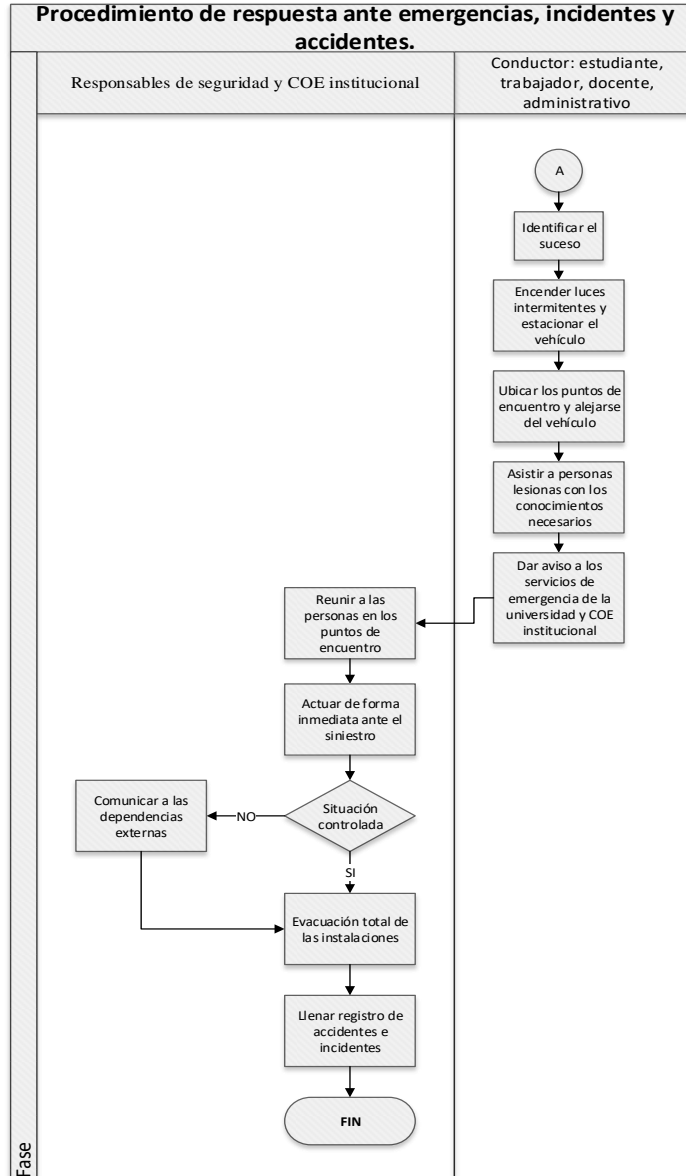 Procedimiento de respuesta ante emergencias, incidentes y
accidentes.
Responsables de seguridad y COE institucional
Conductor: estudiante,
trabajador, docente,
administrativo
A
Identificar el
suceso
Encender luces
intermitentes y
estacionar el
vehículo
Ubicar los puntos de
encuentro y alejarse
del vehículo
Asistir a personas
lesionas con los
conocimientos
necesarios
Dar aviso a los
servicios de
emergencia de la
universidad y COE
institucional
Reunir a las
personas en los
puntos de
encuentro
Actuar de forma
inmediata ante el
siniestro
Situación
controlada
NO
Comunicar a las
dependencias
externas
SI
Evacuación total de
las instalaciones
Llenar registro de
accidentes e
incidentes
FIN
Fase